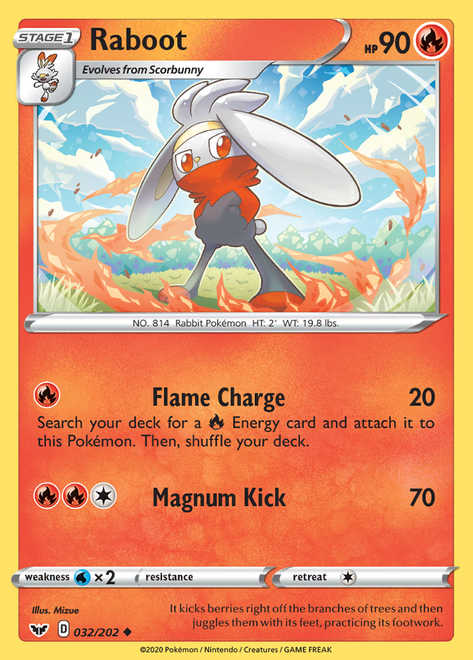 STAGE 1
Raboot
HP 90
Evolves from Scorbunny
NO. 814 Rabbit Pokémon HT: 2' WT: 19.8 lbs.
Flame Charge 20
Search your deck for a Energy card and attach it to
this Pokémon. Then, shuffle your deck.
Magnum Kick 70
weakness ×2 resistance retreat
Illus. Mizue
It kicks berries right off the branches of trees and then
juggles them with its feet, practicing its footwork.
D 032/202
©2020 Pokémon / Nintendo / Creatures / GAME FREAK